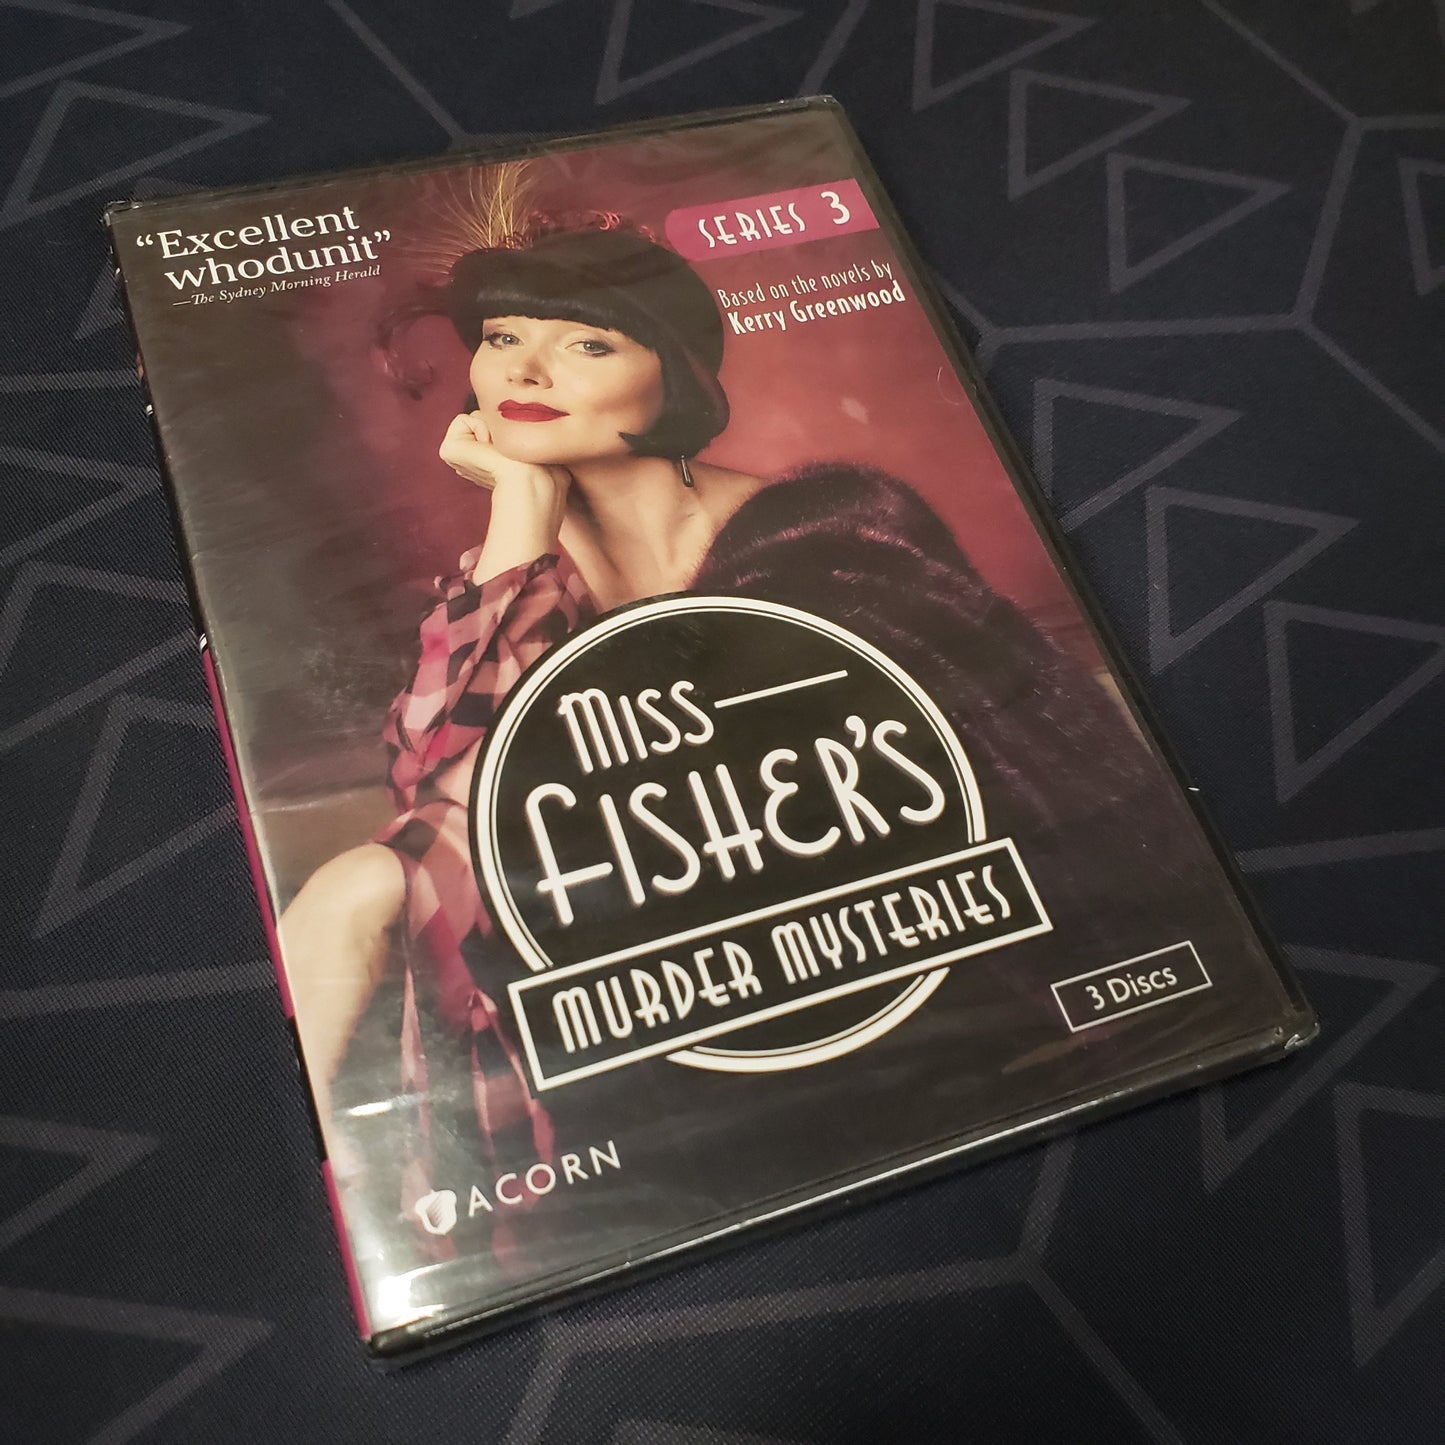 “Excellent
whodunit”
—The Sydney Morning Herald
SERIES 3
Based on the novels by
Kerry Greenwood
MISS
FISHER'S
MURDER MYSTERIES
3 Discs
ACORN